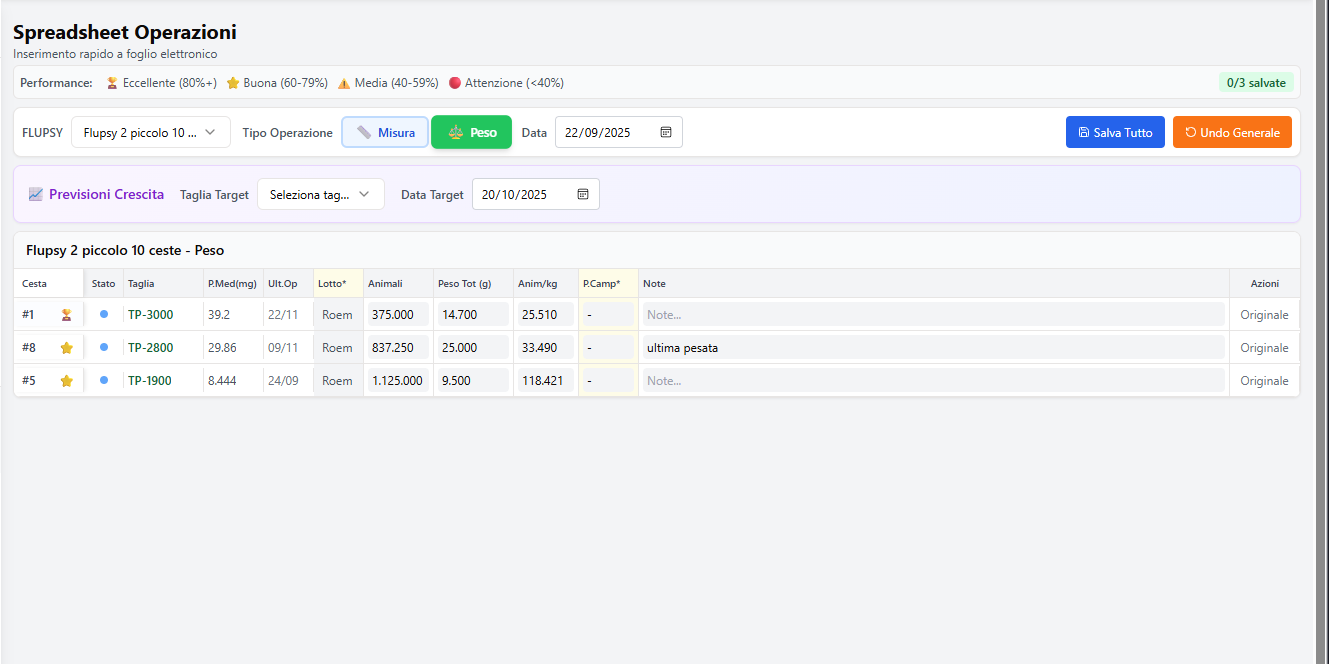 Spreadsheet Operazioni
Inserimento rapido a foglio elettronico
Performance: Eccellente (80%+) Buona (60-79%) Media (40-59%) Attenzione (<40%) 0/3 salvate
FLUPSY Flupsy 2 piccolo 10 ... Tipo Operazione Misura Peso Data 22/09/2025 Salva Tutto Undo Generale
Previsioni Crescita Taglia Target Seleziona tag... Data Target 20/10/2025
Flupsy 2 piccolo 10 ceste - Peso
Cesta Stato Taglia P.Med(mg) Ult.Op Lotto* Animali Peso Tot (g) Anim/kg P.Camp* Note Azioni
#1 TP-3000 39.2 22/11 Roem 375.000 14.700 25.510 - Note... Originale
#8 TP-2800 29.86 09/11 Roem 837.250 25.000 33.490 - ultima pesata Originale
#5 TP-1900 8.444 24/09 Roem 1.125.000 9.500 118.421 - Note... Originale